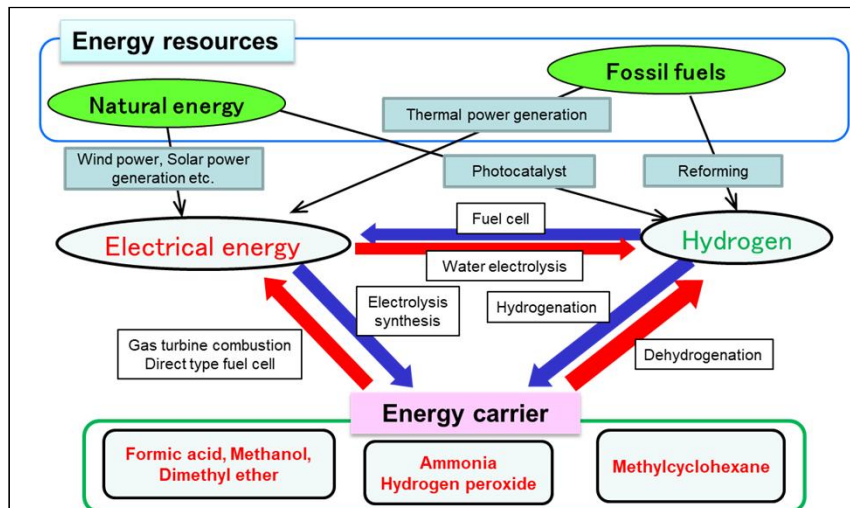 Energy resources
Fossil fuels
Natural energy
Thermal power generation
Wind power, Solar power
generation etc.
Photocatalyst
Reforming
Fuel cell
Electrical energy
Hydrogen
Water electrolysis
Electrolysis
synthesis
Hydrogenation
Gas turbine combustion
Direct type fuel cell
Dehydrogenation
Energy carrier
Formic acid, Methanol,
Dimethyl ether
Ammonia
Hydrogen peroxide
Methylcyclohexane